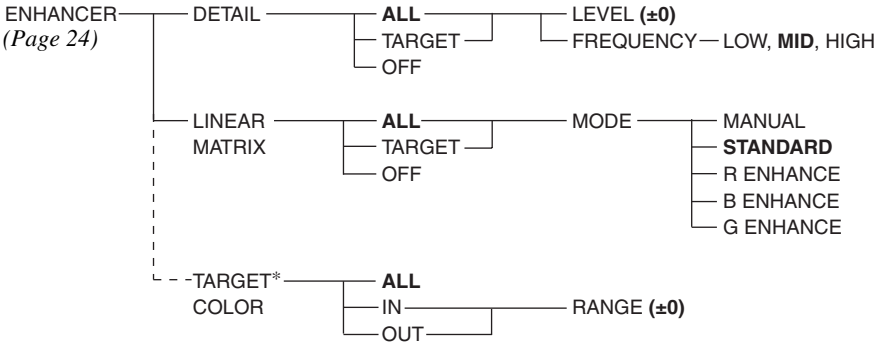 ENHANCER DETAIL ALL LEVEL (±0)
(Page 24) TARGET FREQUENCY LOW, MID, HIGH
OFF
LINEAR ALL MODE MANUAL
MATRIX TARGET STANDARD
OFF R ENHANCE
B ENHANCE
G ENHANCE
TARGET* ALL
COLOR IN RANGE (±0)
OUT